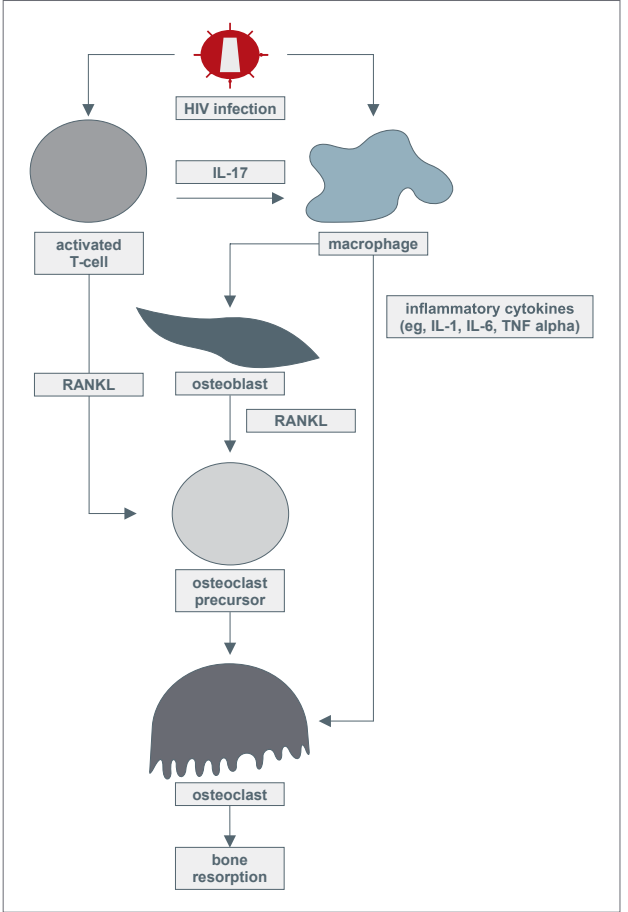 HIV infection
IL-17
activated
T-cell
macrophage
inflammatory cytokines
(eg, IL-1, IL-6, TNF alpha)
RANKL
osteoblast
RANKL
osteoclast
precursor
osteoclast
bone
resorption